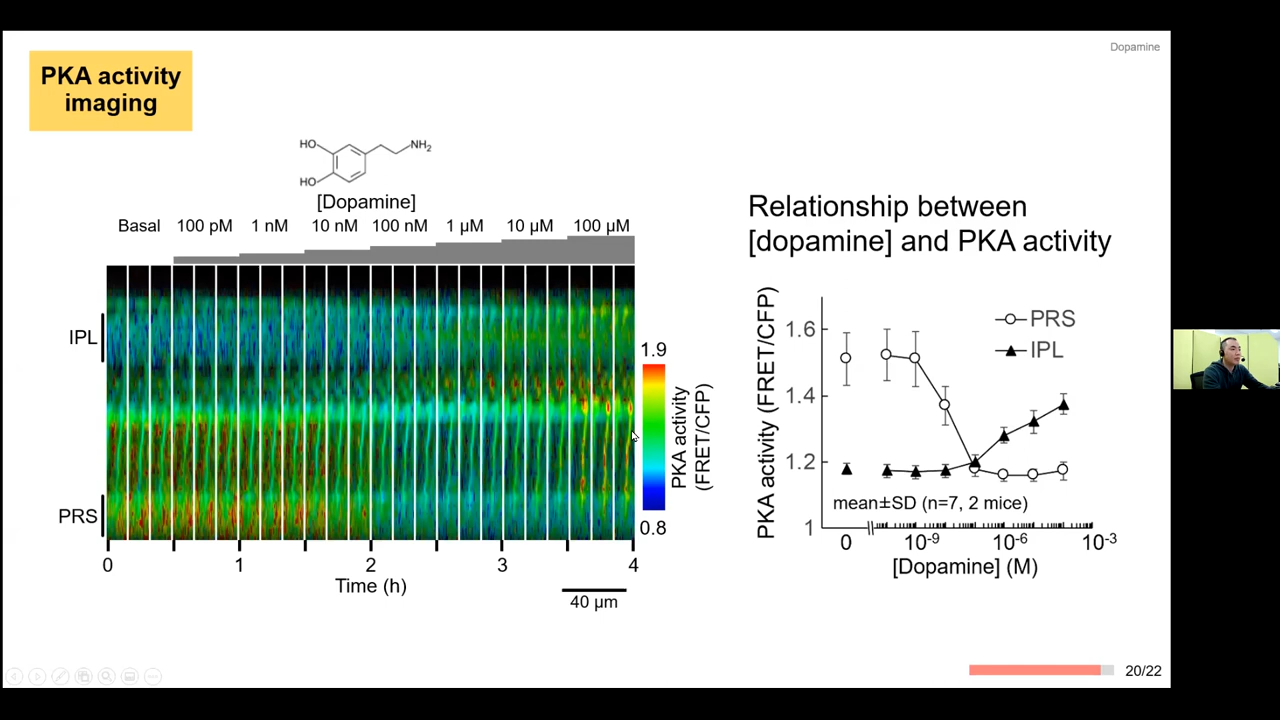 Dopamine
PKA activity
imaging
HO
NH2
HO
[Dopamine]
Basal 100 pM 1 nM 10 nM 100 nM 1 µM 10 µM 100 µM
IPL
PRS
1.9
0.8
PKA activity
(FRET/CFP)
0 1 2 3 4
Time (h)
40 µm
Relationship between
[dopamine] and PKA activity
PKA activity (FRET/CFP)
1.6
1.4
1.2
1
PRS
IPL
mean±SD (n=7, 2 mice)
0 10-9 10-6 10-3
[Dopamine] (M)
20/22